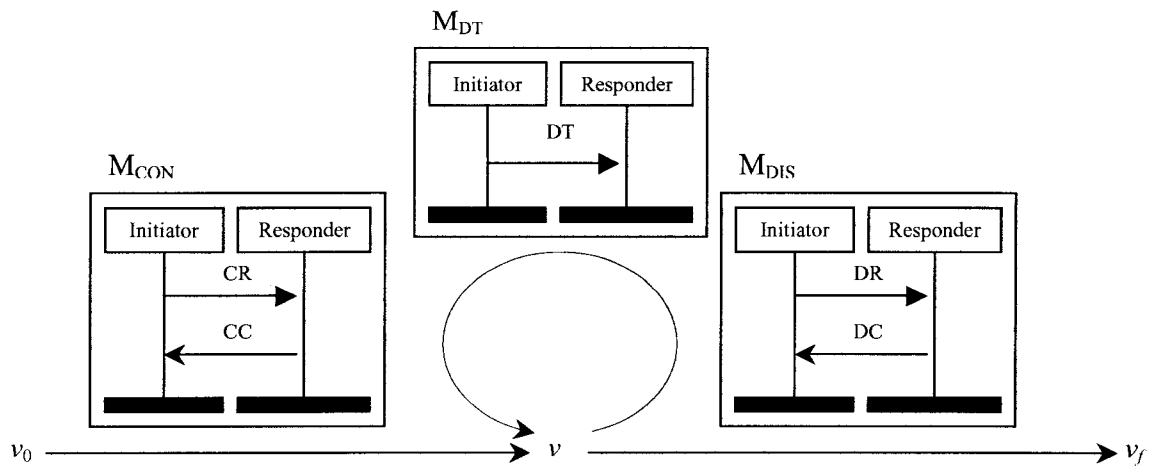 M_DT
Initiator Responder
DT
M_CON
Initiator Responder
CR
CC
M_DIS
Initiator Responder
DR
DC
v_0 v v_f